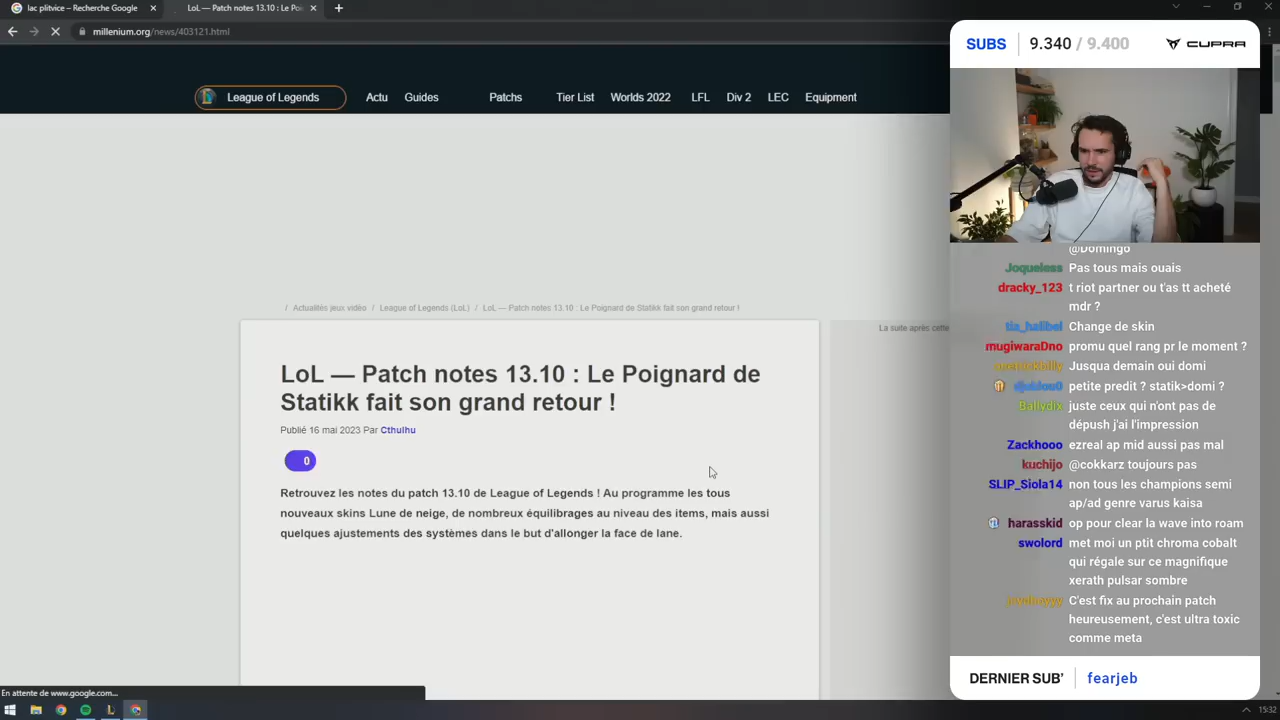 lac plitvice – Recherche Google
LoL — Patch notes 13.10 : Le Poi
millenium.org/news/403121.html
League of Legends
Actu
Guides
Patchs
Tier List
Worlds 2022
LFL
Div 2
LEC
Equipment
/ Actualités jeux vidéo / League of Legends (LoL) / LoL — Patch notes 13.10 : Le Poignard de Statikk fait son grand retour !
La suite après cette
LoL — Patch notes 13.10 : Le Poignard de
Statikk fait son grand retour !
Publié 16 mai 2023 Par Cthulhu
0
Retrouvez les notes du patch 13.10 de League of Legends ! Au programme les tous
nouveaux skins Lune de neige, de nombreux équilibrages au niveau des items, mais aussi
quelques ajustements des systèmes dans le but d'allonger la face de lane.
En attente de www.google.com...
SUBS 9.340 / 9.400 CUPRA
@Domingo
Joqueless Pas tous mais ouais
dracky_123 t riot partner ou t'as tt acheté
mdr ?
tia_halibel Change de skin
mugiwaraDno promu quel rang pr le moment ?
Jusqua demain oui domi
petite predit ? statik>domi ?
Ballydix juste ceux qui n'ont pas de
dépush j'ai l'impression
Zackhooo ezreal ap mid aussi pas mal
kuchijo @cokkarz toujours pas
SLIP_Siola14 non tous les champions semi
ap/ad genre varus kaisa
harasskid op pour clear la wave into roam
swolord met moi un ptit chroma cobalt
qui régale sur ce magnifique
xerath pulsar sombre
C'est fix au prochain patch
heureusement, c'est ultra toxic
comme meta
DERNIER SUB' fearjeb
15:32